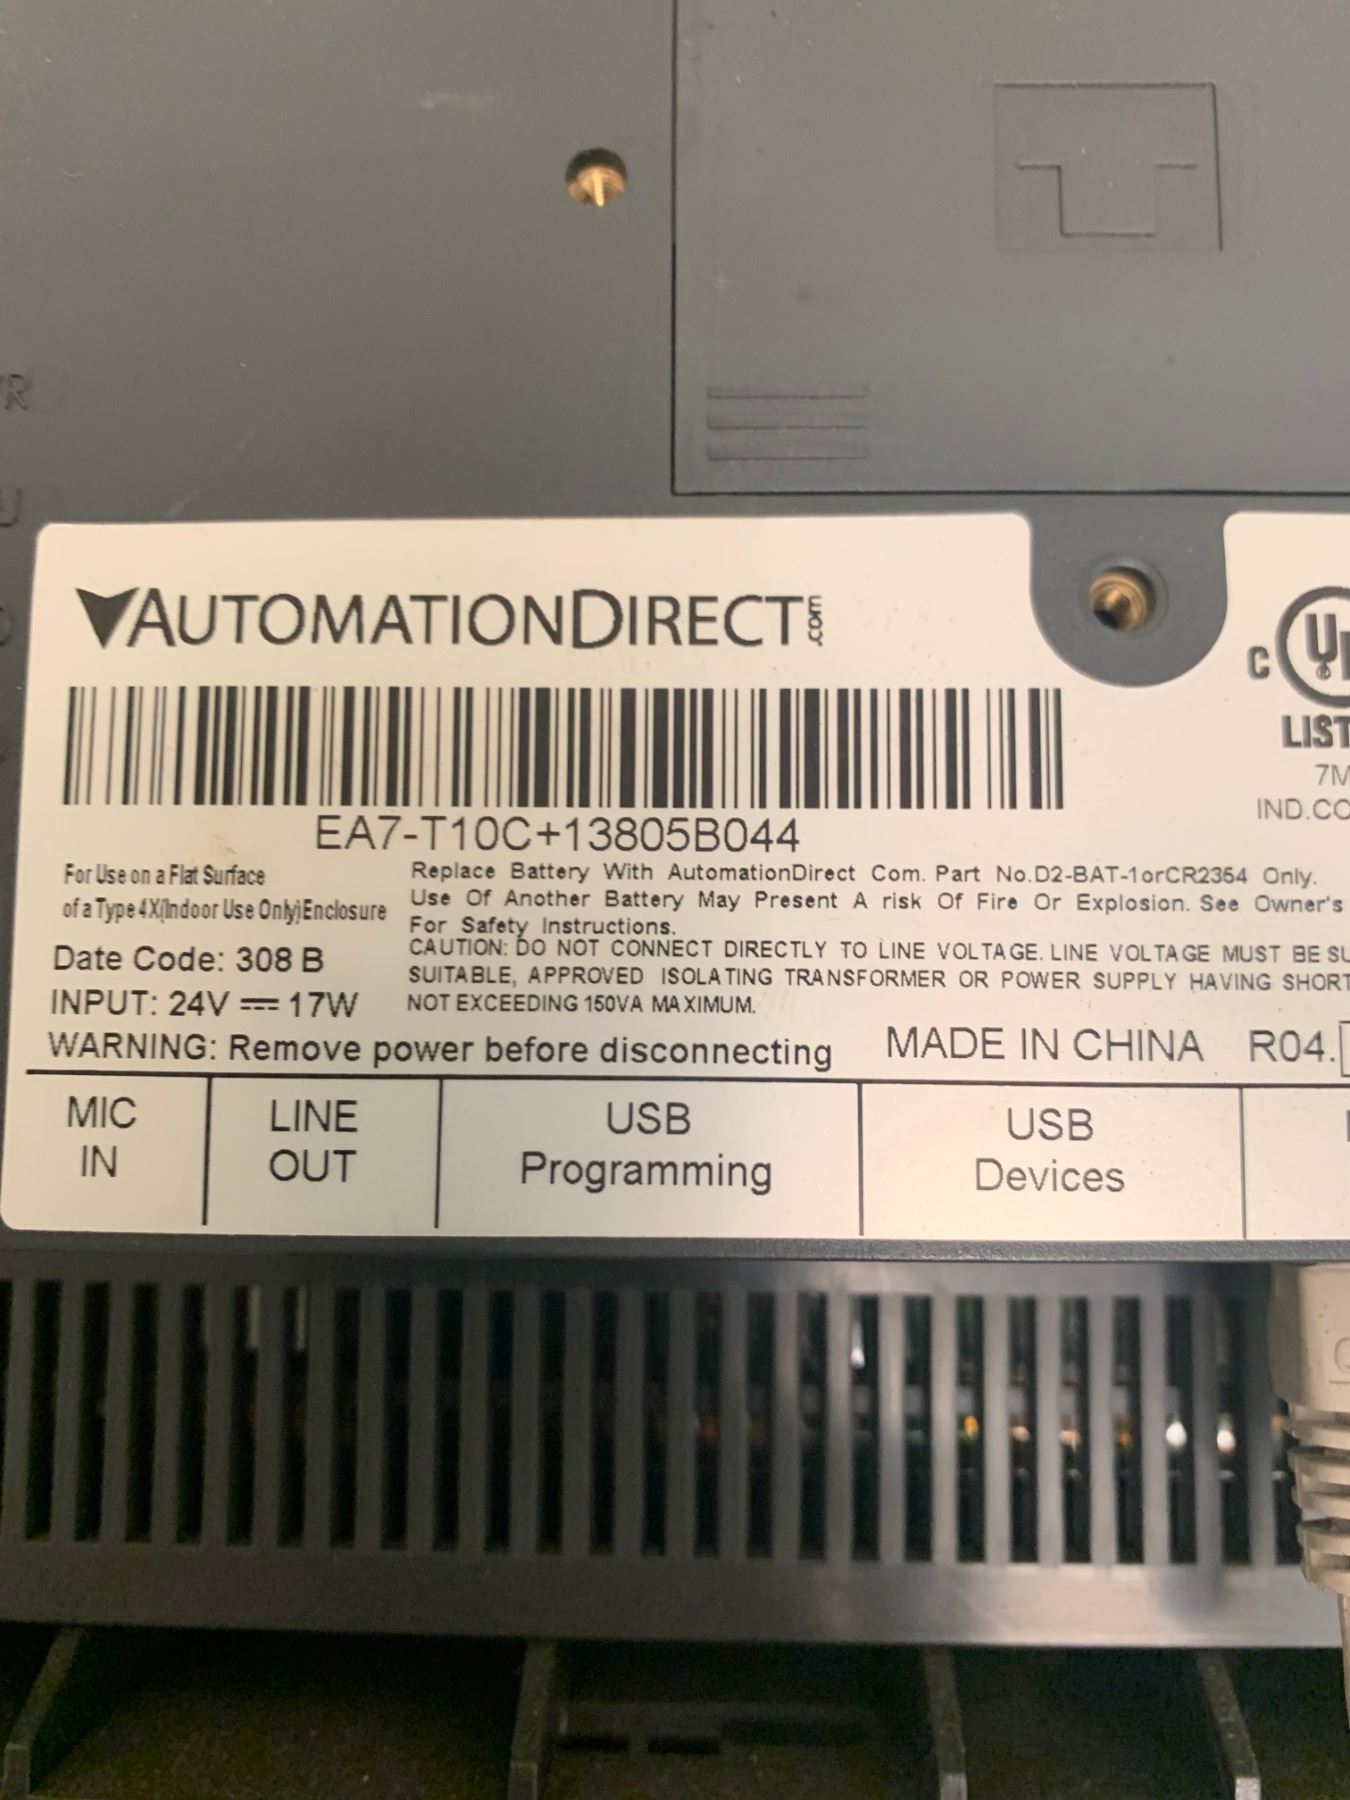 AUTOMATIONDIRECT.com
C UL
LIST
7M
IND.CO
EA7-T10C+13805B044
For Use on a Flat Surface
of a Type 4X(Indoor Use Only)Enclosure
Replace Battery With AutomationDirect Com. Part No.D2-BAT-1orCR2354 Only.
Use Of Another Battery May Present A risk Of Fire Or Explosion. See Owner's
For Safety Instructions.
Date Code: 308 B
INPUT: 24V ⎓ 17W
CAUTION: DO NOT CONNECT DIRECTLY TO LINE VOLTAGE. LINE VOLTAGE MUST BE SU
SUITABLE, APPROVED ISOLATING TRANSFORMER OR POWER SUPPLY HAVING SHORT
NOT EXCEEDING 150VA MAXIMUM.
WARNING: Remove power before disconnecting
MADE IN CHINA R04.
MIC
IN
LINE
OUT
USB
Programming
USB
Devices